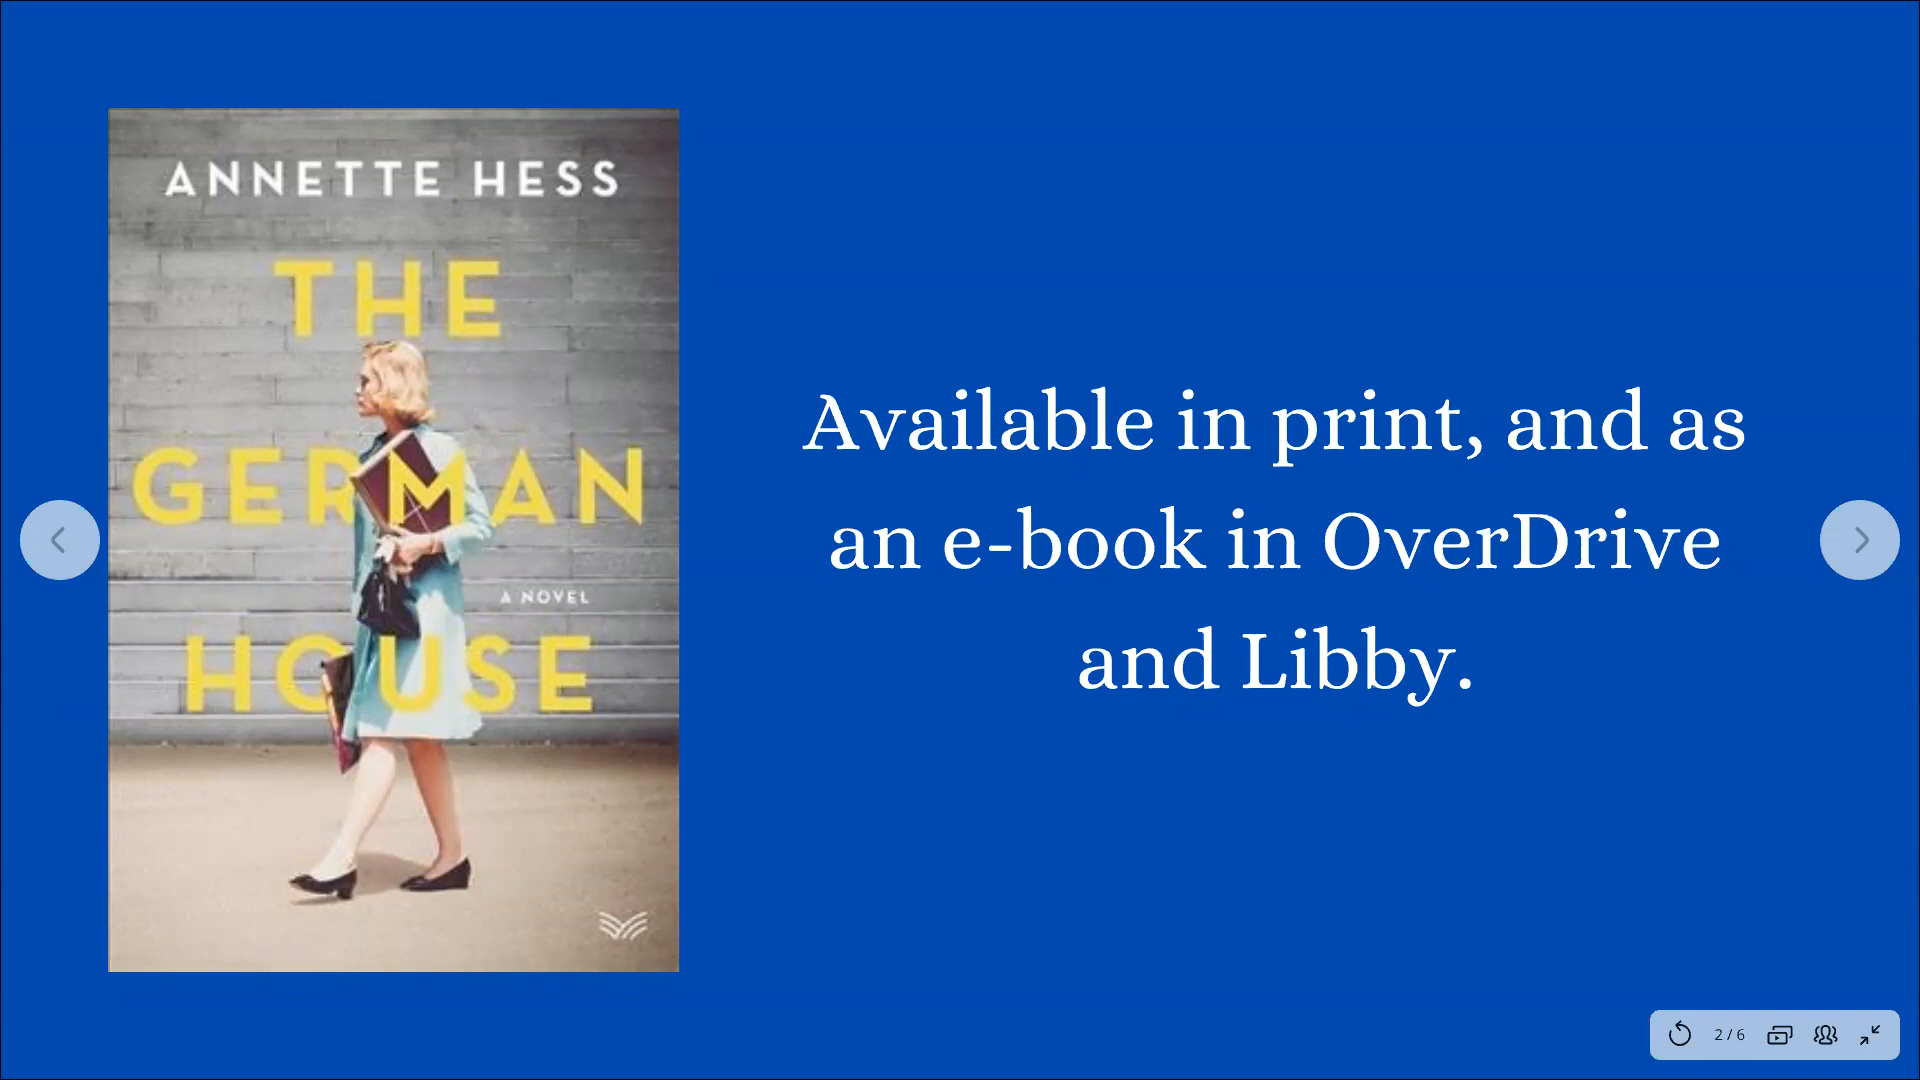 ANNETTE HESS
THE
GERMAN
A NOVEL
HOUSE
Available in print, and as
an e-book in OverDrive
and Libby.
2 / 6